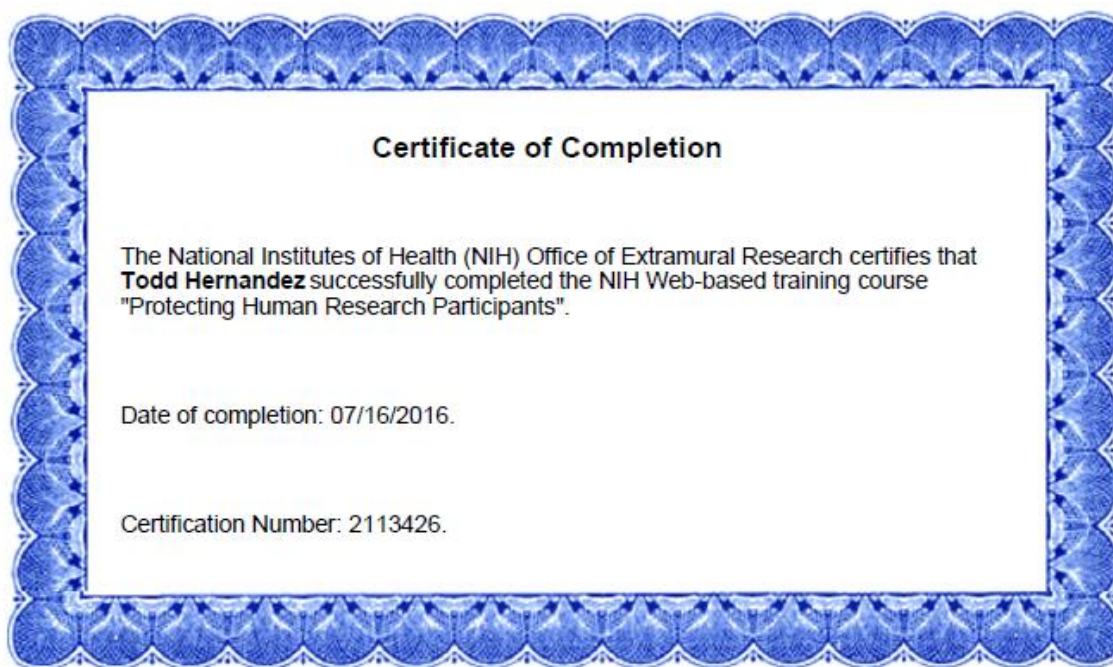 Certificate of Completion
The National Institutes of Health (NIH) Office of Extramural Research certifies that
Todd Hernandez successfully completed the NIH Web-based training course
"Protecting Human Research Participants".
Date of completion: 07/16/2016.
Certification Number: 2113426.